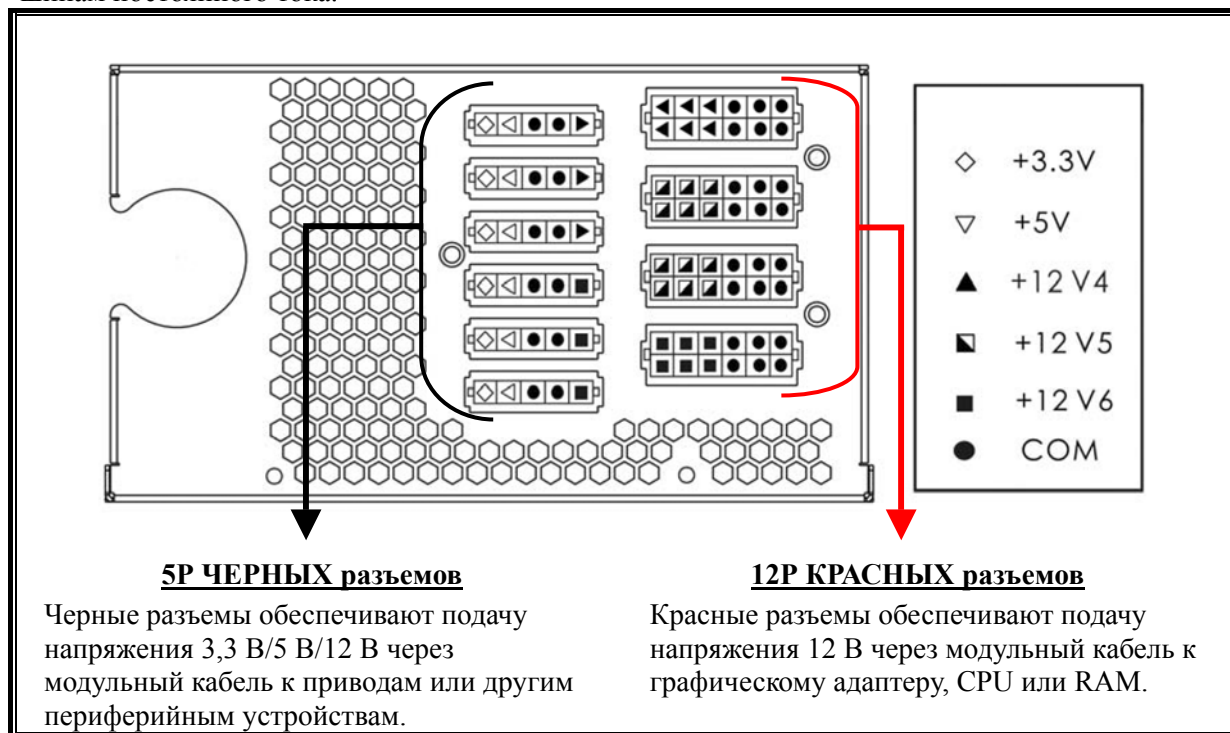 +3.3V
+5V
+12 V4
+12 V5
+12 V6
COM
5P ЧЕРНЫХ разъемов
Черные разъемы обеспечивают подачу
напряжения 3,3 В/5 В/12 В через
модульный кабель к приводам или другим
периферийным устройствам.
12P КРАСНЫХ разъемов
Красные разъемы обеспечивают подачу
напряжения 12 В через модульный кабель к
графическому адаптеру, CPU или RAM.